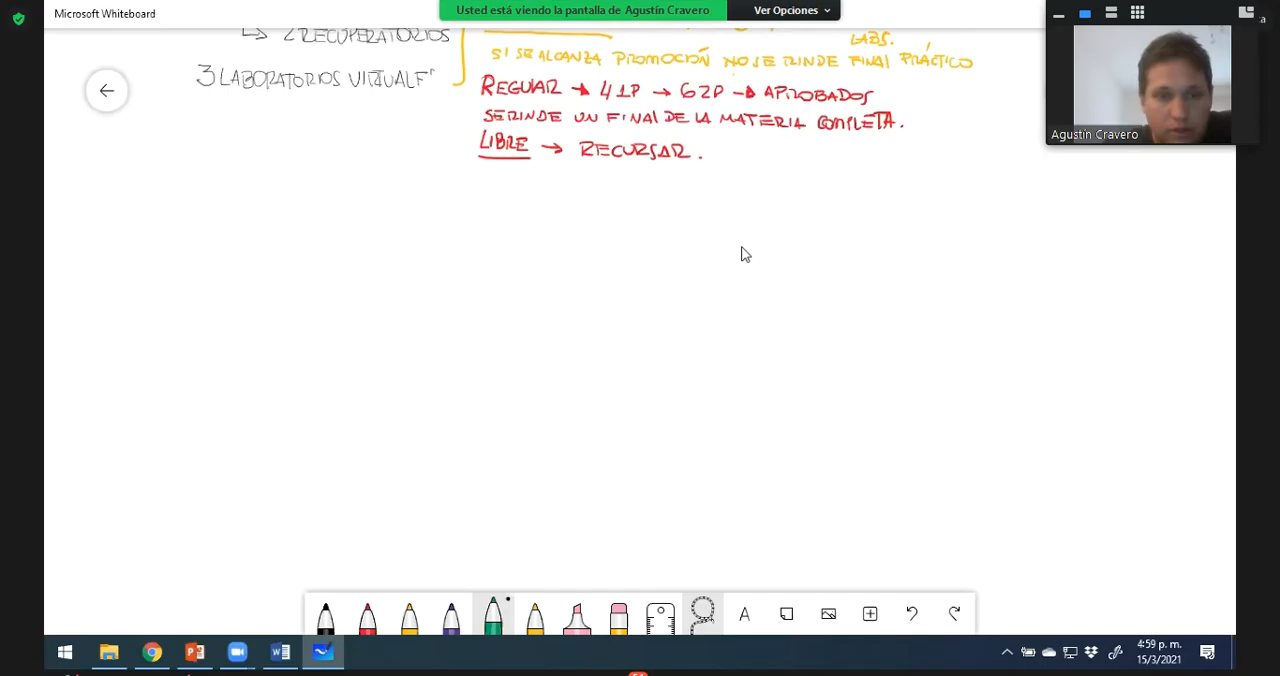 Microsoft Whiteboard
Usted está viendo la pantalla de Agustín Cravero
Ver Opciones
a
2 RECUPERATORIOS
LABS.
SI SE ALCANZA PROMOCIÓN NO SE RINDE FINAL PRÁCTICO
3 LABORATORIOS VIRTUALE
REGULAR → 4 1P → 6 2P → APROBADOS
SE RINDE UN FINAL DE LA MATERIA COMPLETA.
LIBRE → RECURSAR.
Agustín Cravero
A
4:59 p. m.
15/3/2021